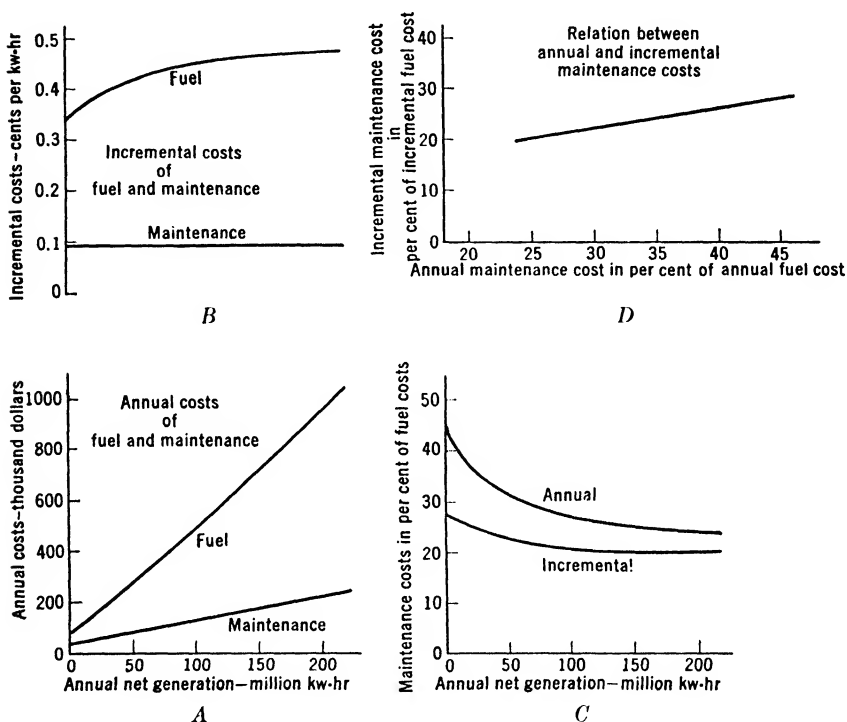 Incremental costs-cents per kw-hr
0.5
0.4
0.3
0.2
0.1
0
Fuel
Incremental costs
of
fuel and maintenance
Maintenance
B
Incremental maintenance cost
in
per cent of incremental fuel cost
40
30
20
10
0
Relation between
annual and incremental
maintenance costs
20 25 30 35 40 45
Annual maintenance cost in per cent of annual fuel cost
D
Annual costs-thousand dollars
1000
800
600
400
200
0
Annual costs
of
fuel and maintenance
Fuel
Maintenance
0 50 100 150 200
Annual net generation—million kw-hr
A
Maintenance costs in per cent of fuel costs
50
40
30
20
10
0
Annual
Incrementa!
0 50 100 150 200
Annual net generation—million kw-hr
C